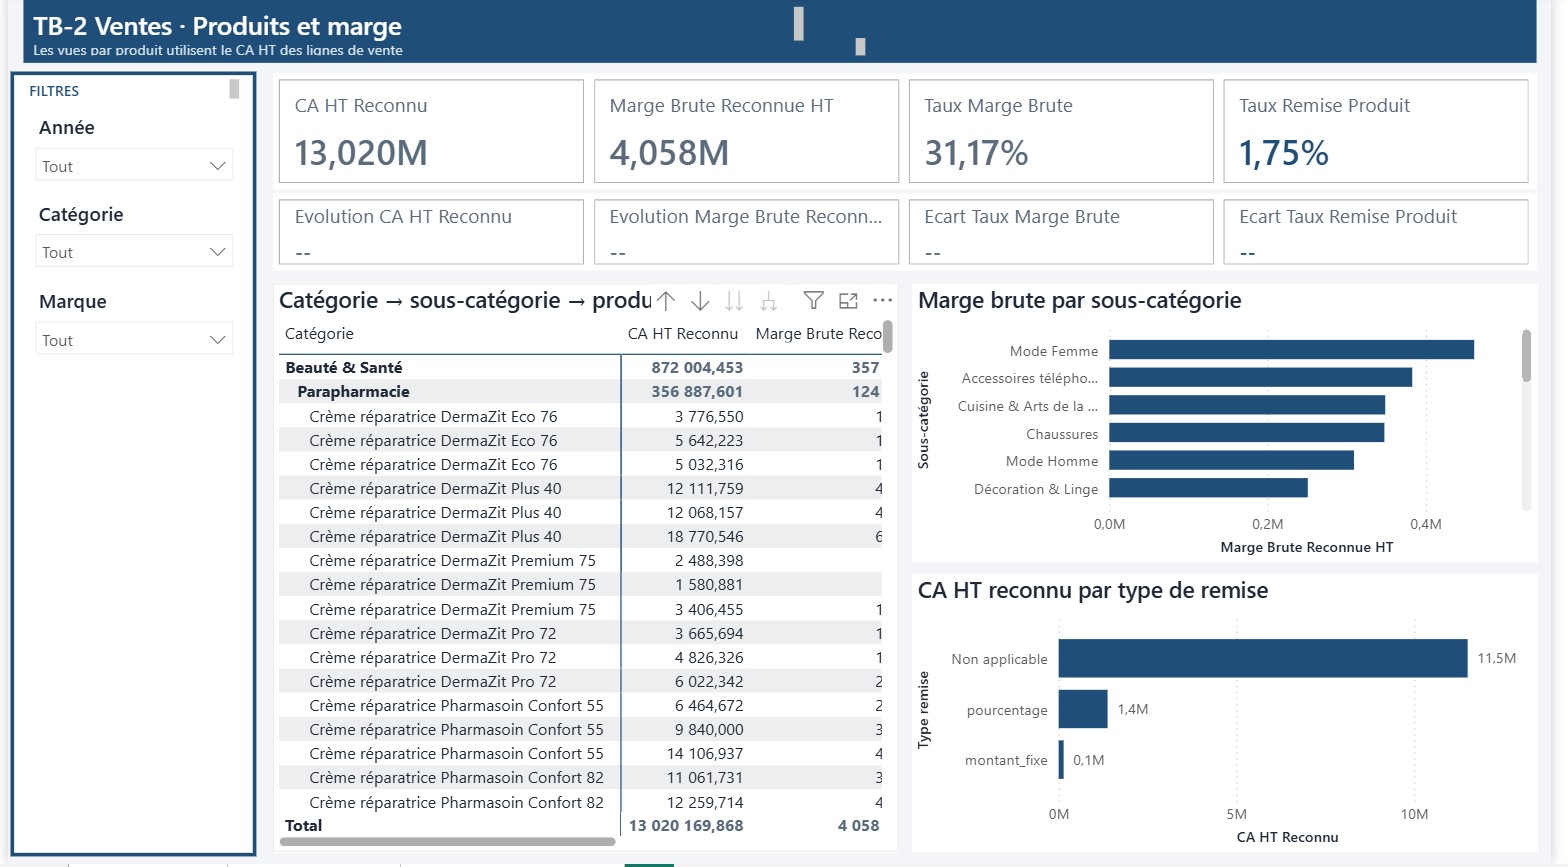 TB-2 Ventes · Produits et marge
Les vues par produit utilisent le CA HT des lignes de vente
FILTRES
Année
Tout
Catégorie
Tout
Marque
Tout
CA HT Reconnu
13,020M
Marge Brute Reconnue HT
4,058M
Taux Marge Brute
31,17%
Taux Remise Produit
1,75%
Evolution CA HT Reconnu
--
Evolution Marge Brute Reconn...
--
Ecart Taux Marge Brute
--
Ecart Taux Remise Produit
--
Catégorie → sous-catégorie → produ
Catégorie CA HT Reconnu Marge Brute Reco
Beauté & Santé 872 004,453 357
Parapharmacie 356 887,601 124
Crème réparatrice DermaZit Eco 76 3 776,550 1
Crème réparatrice DermaZit Eco 76 5 642,223 1
Crème réparatrice DermaZit Eco 76 5 032,316 1
Crème réparatrice DermaZit Plus 40 12 111,759 4
Crème réparatrice DermaZit Plus 40 12 068,157 4
Crème réparatrice DermaZit Plus 40 18 770,546 6
Crème réparatrice DermaZit Premium 75 2 488,398
Crème réparatrice DermaZit Premium 75 1 580,881
Crème réparatrice DermaZit Premium 75 3 406,455 1
Crème réparatrice DermaZit Pro 72 3 665,694 1
Crème réparatrice DermaZit Pro 72 4 826,326 1
Crème réparatrice DermaZit Pro 72 6 022,342 2
Crème réparatrice Pharmasoin Confort 55 6 464,672 2
Crème réparatrice Pharmasoin Confort 55 9 840,000 3
Crème réparatrice Pharmasoin Confort 55 14 106,937 4
Crème réparatrice Pharmasoin Confort 82 11 061,731 3
Crème réparatrice Pharmasoin Confort 82 12 259,714 4
Total 13 020 169,868 4 058
Marge brute par sous-catégorie
Sous-catégorie
Mode Femme
Accessoires télépho...
Cuisine & Arts de la ...
Chaussures
Mode Homme
Décoration & Linge
0,0M 0,2M 0,4M
Marge Brute Reconnue HT
CA HT reconnu par type de remise
Type remise
Non applicable 11,5M
pourcentage 1,4M
montant_fixe 0,1M
0M 5M 10M
CA HT Reconnu